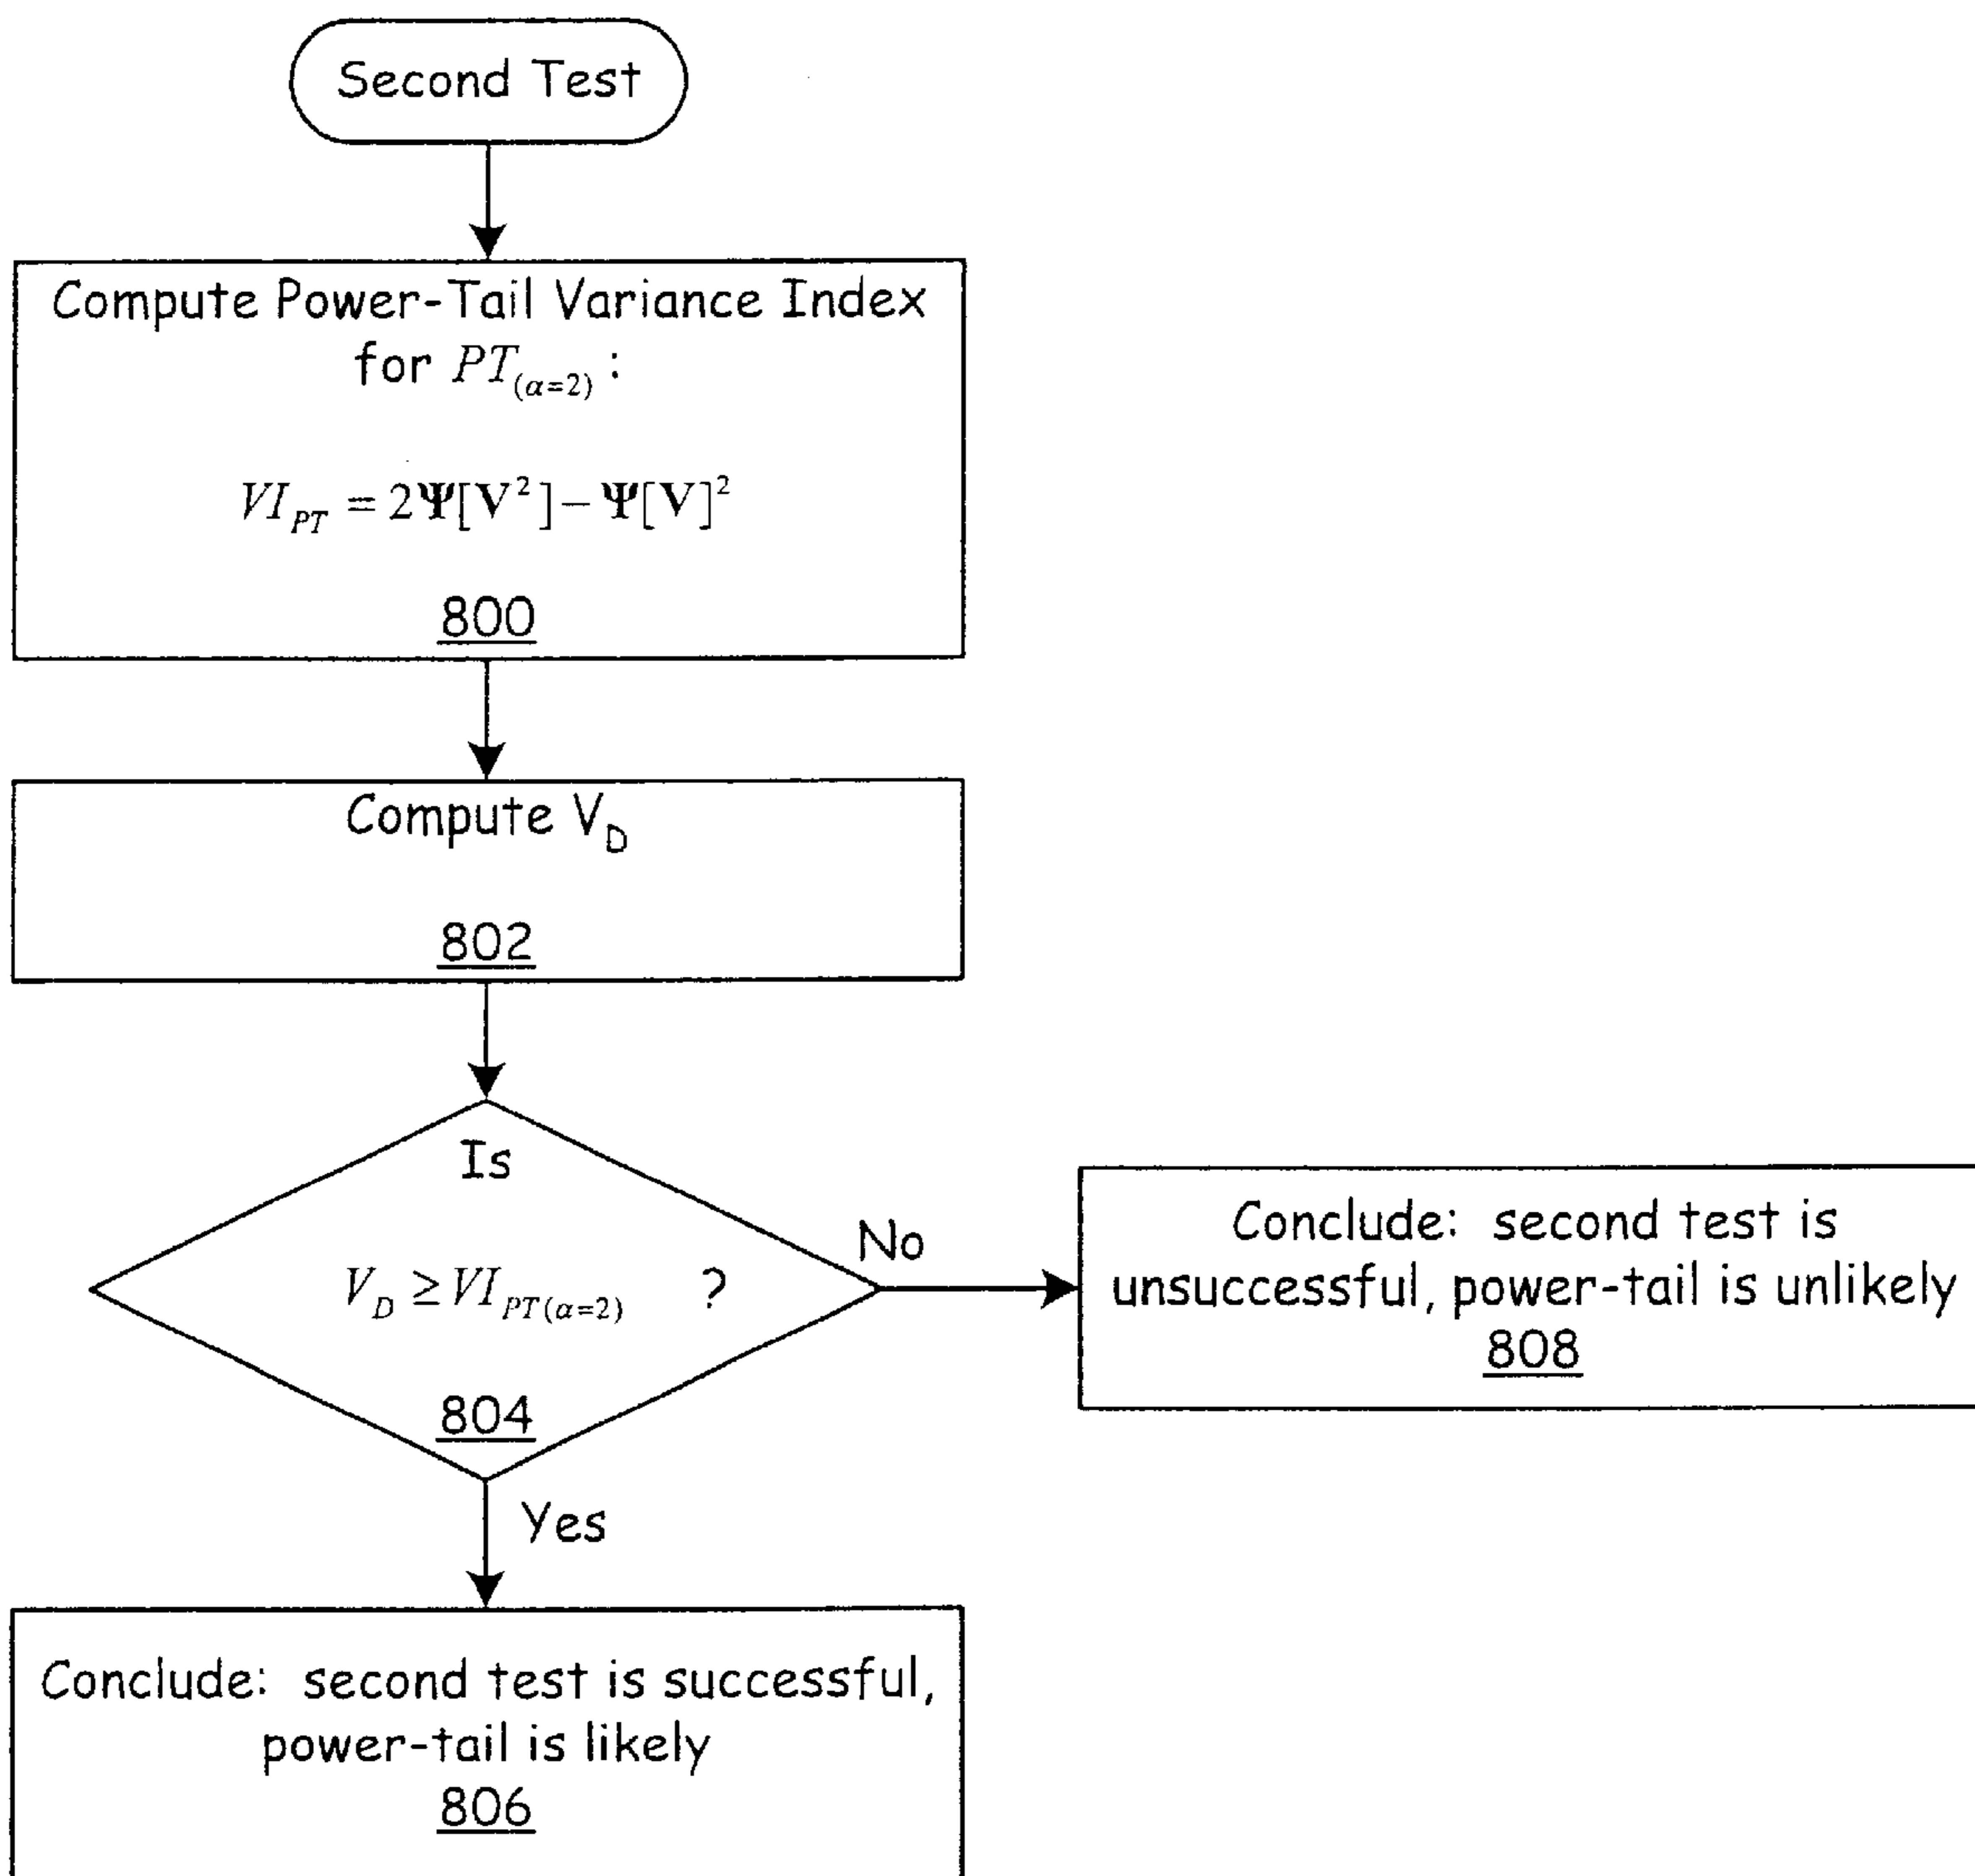 Second Test
Compute Power-Tail Variance Index
for PT(α=2) :
VI_PT = 2Ψ[V²] − Ψ[V]²
800
Compute V_D
802
Is
V_D ≥ VI_PT(α=2) ?
804
No
Conclude: second test is
unsuccessful, power-tail is unlikely
808
Yes
Conclude: second test is successful,
power-tail is likely
806